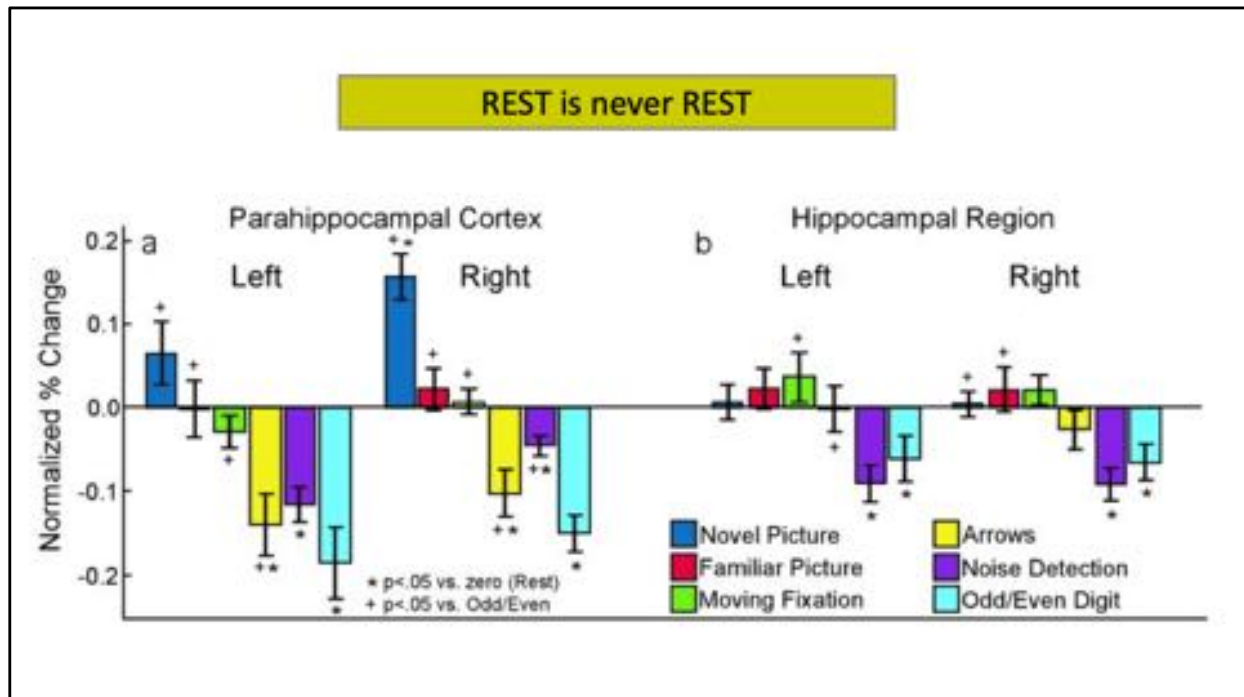 REST is never REST
Parahippocampal Cortex
Hippocampal Region
a
Left
Right
b
Left
Right
Normalized % Change
0.2
0.1
0.0
-0.1
-0.2
+
+
+
+*
*
*
+*
+
+
+*
+*
*
+
+
*
*
+
+
*
*
* p<.05 vs. zero (Rest)
+ p<.05 vs. Odd/Even
Novel Picture
Familiar Picture
Moving Fixation
Arrows
Noise Detection
Odd/Even Digit